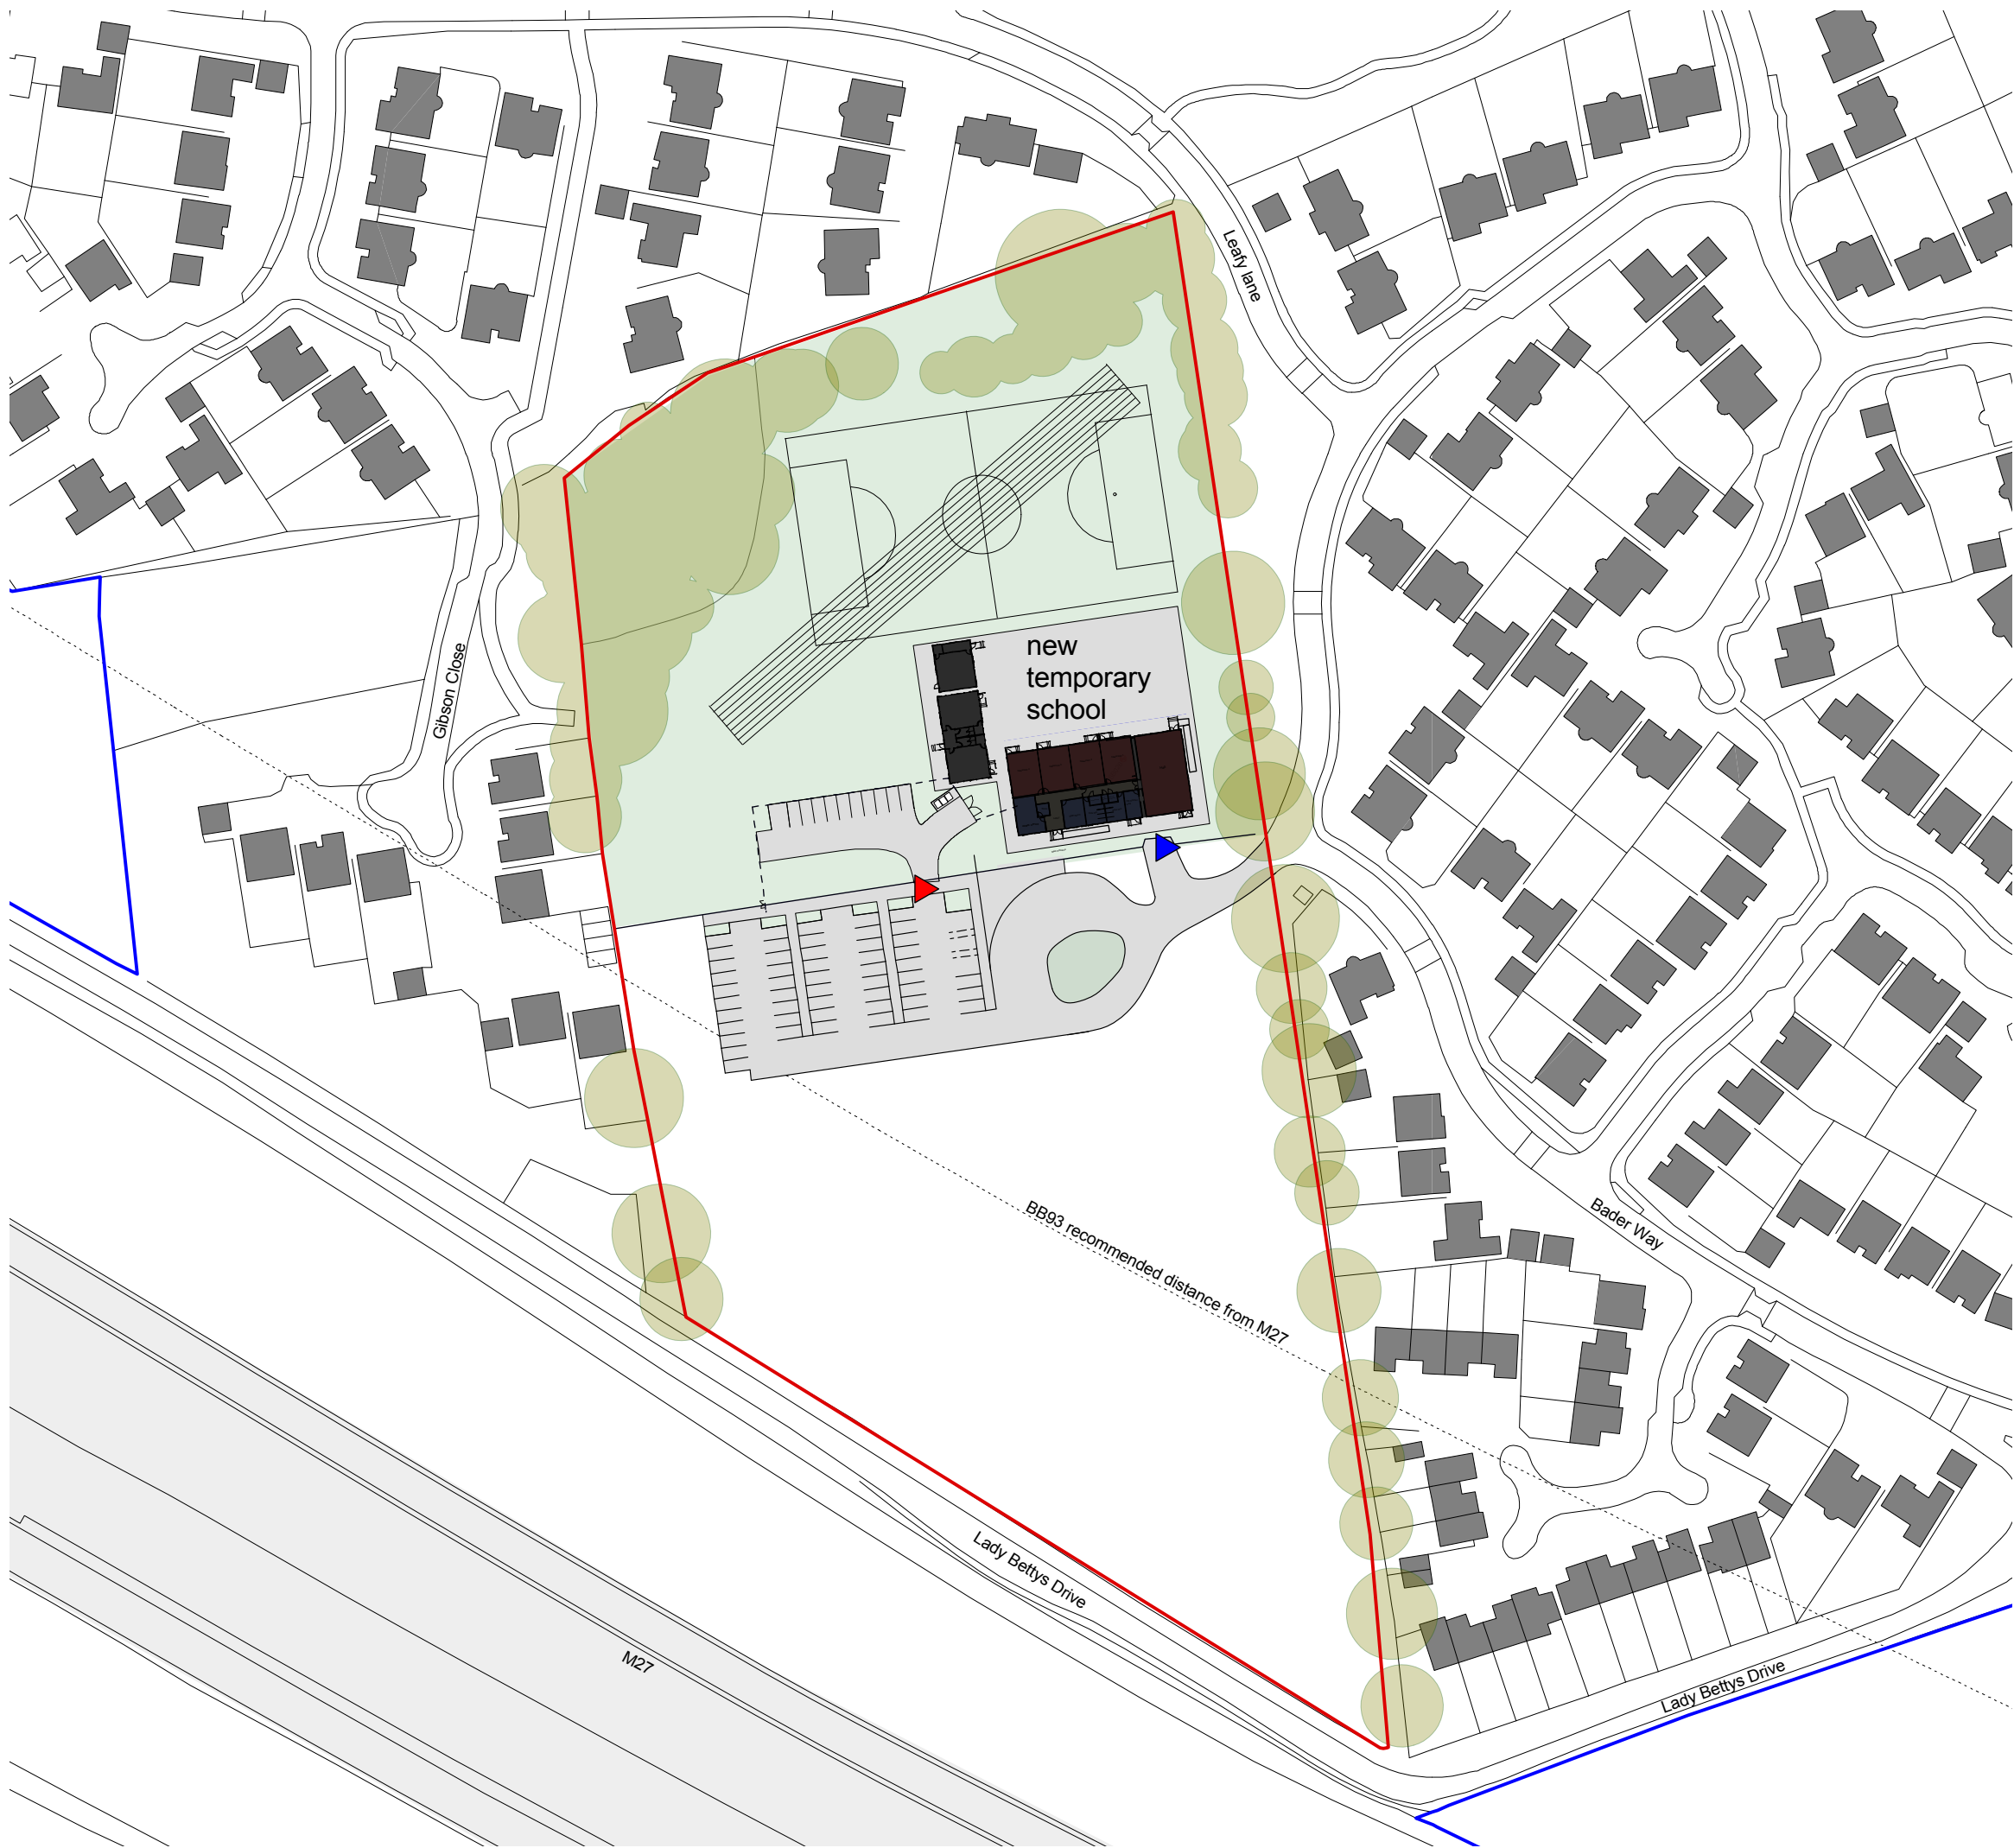 Leafy lane
new
temporary
school
Gibson Close
BB93 recommended distance from M27
Bader Way
Lady Bettys Drive
M27
Lady Bettys Drive